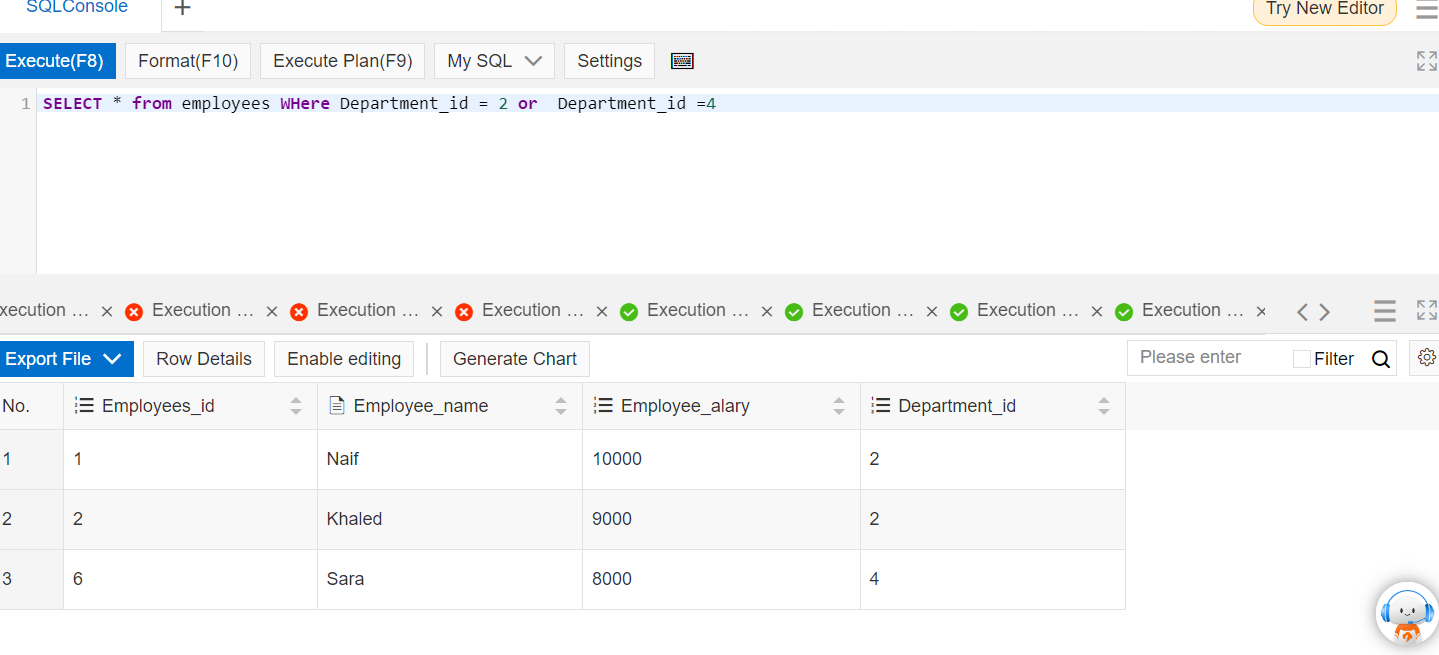 SQLConsole +
Try New Editor
Execute(F8) Format(F10) Execute Plan(F9) My SQL Settings
1 SELECT * from employees WHere Department_id = 2 or  Department_id =4
xecution ... × Execution ... × Execution ... × Execution ... × Execution ... × Execution ... × Execution ... × Execution ... ×
Export File Row Details Enable editing Generate Chart Please enter Filter
No. Employees_id Employee_name Employee_alary Department_id
1 1 Naif 10000 2
2 2 Khaled 9000 2
3 6 Sara 8000 4